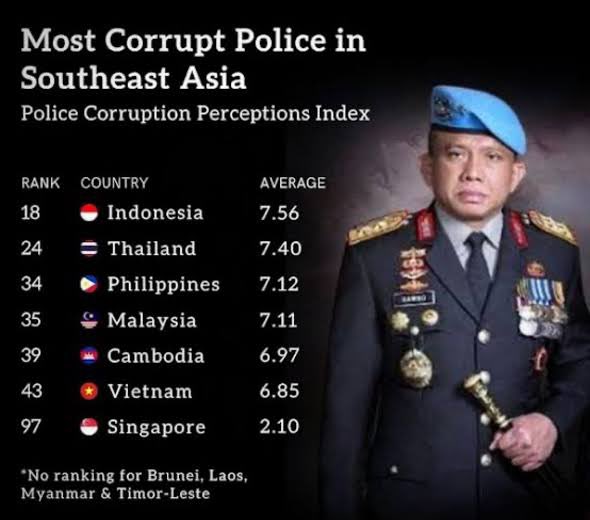 Most Corrupt Police in
Southeast Asia
Police Corruption Perceptions Index
RANK COUNTRY AVERAGE
18 Indonesia 7.56
24 Thailand 7.40
34 Philippines 7.12
35 Malaysia 7.11
39 Cambodia 6.97
43 Vietnam 6.85
97 Singapore 2.10
*No ranking for Brunei, Laos,
Myanmar & Timor-Leste
SAMBO